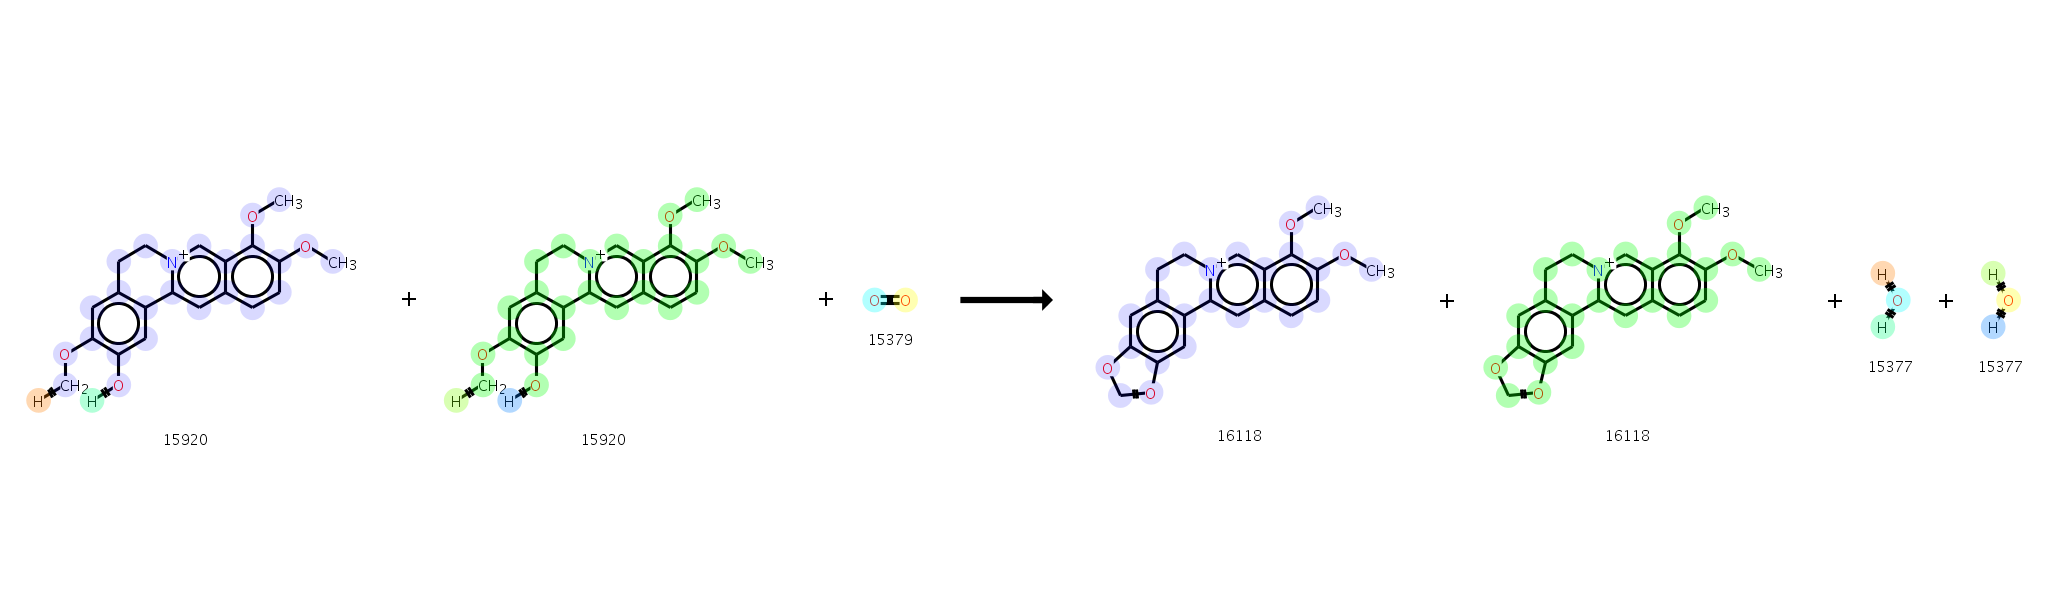 CH3
O
O
CH3
N+
O
CH2
O
H
H
15920
+
CH3
O
O
CH3
N+
O
CH2
O
H
H
15920
+
O O
15379
CH3
O
O
CH3
N+
O
O
16118
+
CH3
O
O
CH3
N+
O
O
16118
+
H
O
H
15377
+
H
O
H
15377